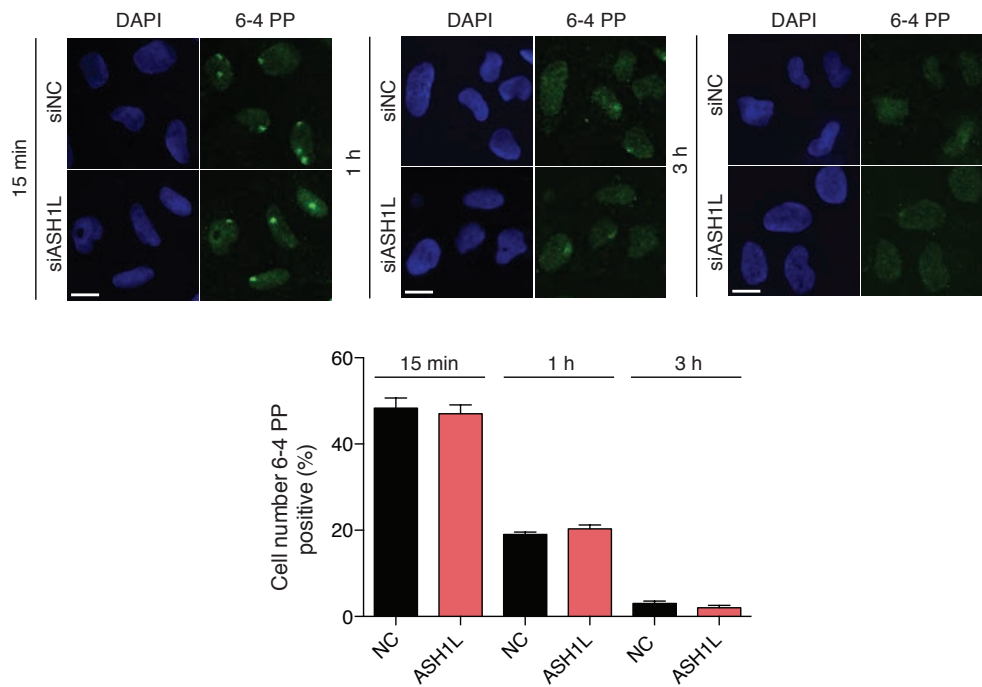 DAPI 6-4 PP DAPI 6-4 PP DAPI 6-4 PP
15 min
siNC
siASH1L
1 h
siNC
siASH1L
3 h
siNC
siASH1L
Cell number 6-4 PP
positive (%)
60
40
20
0
15 min 1 h 3 h
NC ASH1L NC ASH1L NC ASH1L